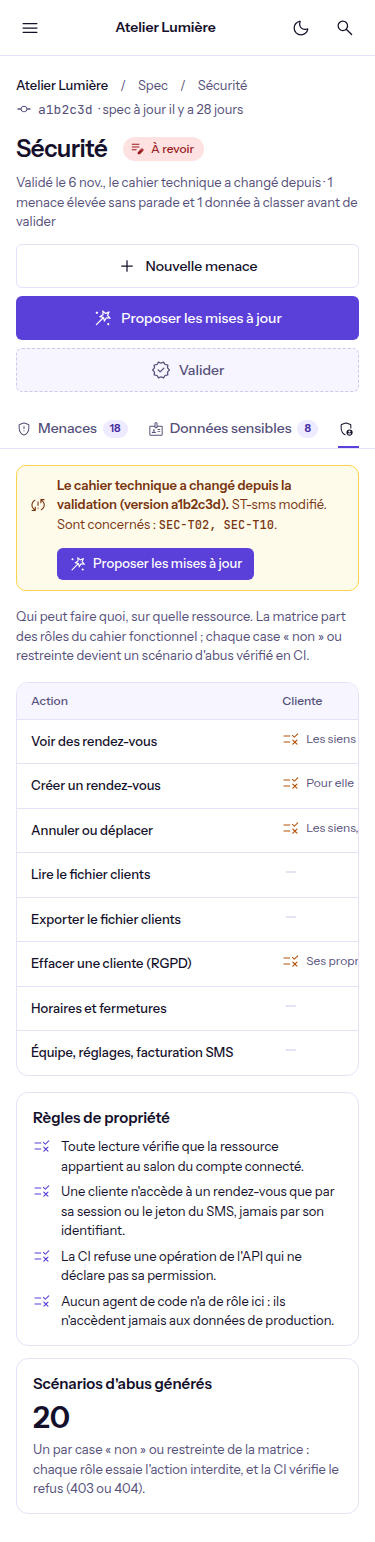 Atelier Lumière
Atelier Lumière / Spec / Sécurité
a1b2c3d · spec à jour il y a 28 jours
Sécurité À revoir
Validé le 6 nov., le cahier technique a changé depuis · 1
menace élevée sans parade et 1 donnée à classer avant de
valider
Nouvelle menace
Proposer les mises à jour
Valider
Menaces 18 Données sensibles 8
Le cahier technique a changé depuis la
validation (version a1b2c3d). ST-sms modifié.
Sont concernés : SEC-T02, SEC-T10.
Proposer les mises à jour
Qui peut faire quoi, sur quelle ressource. La matrice part
des rôles du cahier fonctionnel ; chaque case « non » ou
restreinte devient un scénario d'abus vérifié en CI.
Action Cliente
Voir des rendez-vous Les siens
Créer un rendez-vous Pour elle
Annuler ou déplacer Les siens,
Lire le fichier clients —
Exporter le fichier clients —
Effacer une cliente (RGPD) Ses propr
Horaires et fermetures —
Équipe, réglages, facturation SMS —
Règles de propriété
Toute lecture vérifie que la ressource
appartient au salon du compte connecté.
Une cliente n'accède à un rendez-vous que par
sa session ou le jeton du SMS, jamais par son
identifiant.
La CI refuse une opération de l'API qui ne
déclare pas sa permission.
Aucun agent de code n'a de rôle ici : ils
n'accèdent jamais aux données de production.
Scénarios d'abus générés
20
Un par case « non » ou restreinte de la matrice :
chaque rôle essaie l'action interdite, et la CI vérifie le
refus (403 ou 404).